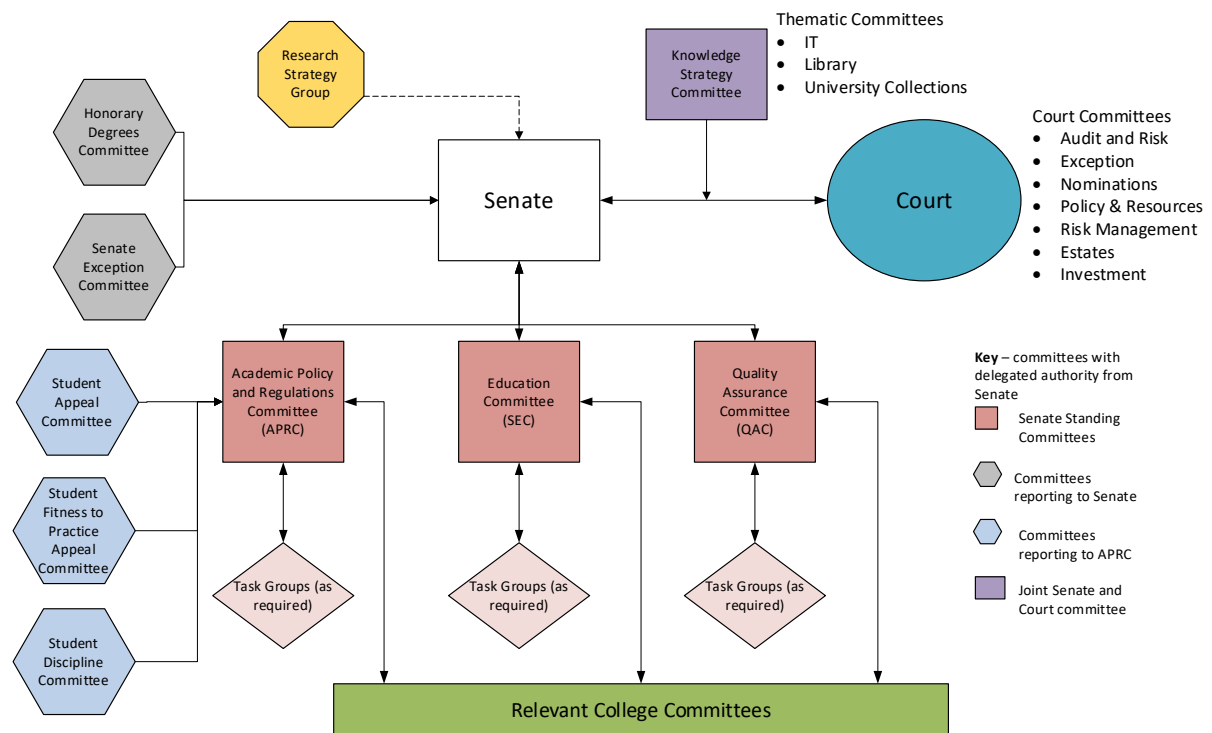 Thematic Committees
• IT
• Library
• University Collections
Research
Strategy
Group
Knowledge
Strategy
Committee
Honorary
Degrees
Committee
Court Committees
• Audit and Risk
• Exception
• Nominations
• Policy & Resources
• Risk Management
• Estates
• Investment
Senate
Court
Senate
Exception
Committee
Student
Appeal
Committee
Academic Policy
and Regulations
Committee
(APRC)
Education
Committee
(SEC)
Quality
Assurance
Committee
(QAC)
Key – committees with
delegated authority from
Senate
Senate Standing
Committees
Committees
reporting to Senate
Committees
reporting to APRC
Joint Senate and
Court committee
Student
Fitness to
Practice
Appeal
Committee
Task Groups (as
required)
Task Groups (as
required)
Task Groups (as
required)
Student
Discipline
Committee
Relevant College Committees